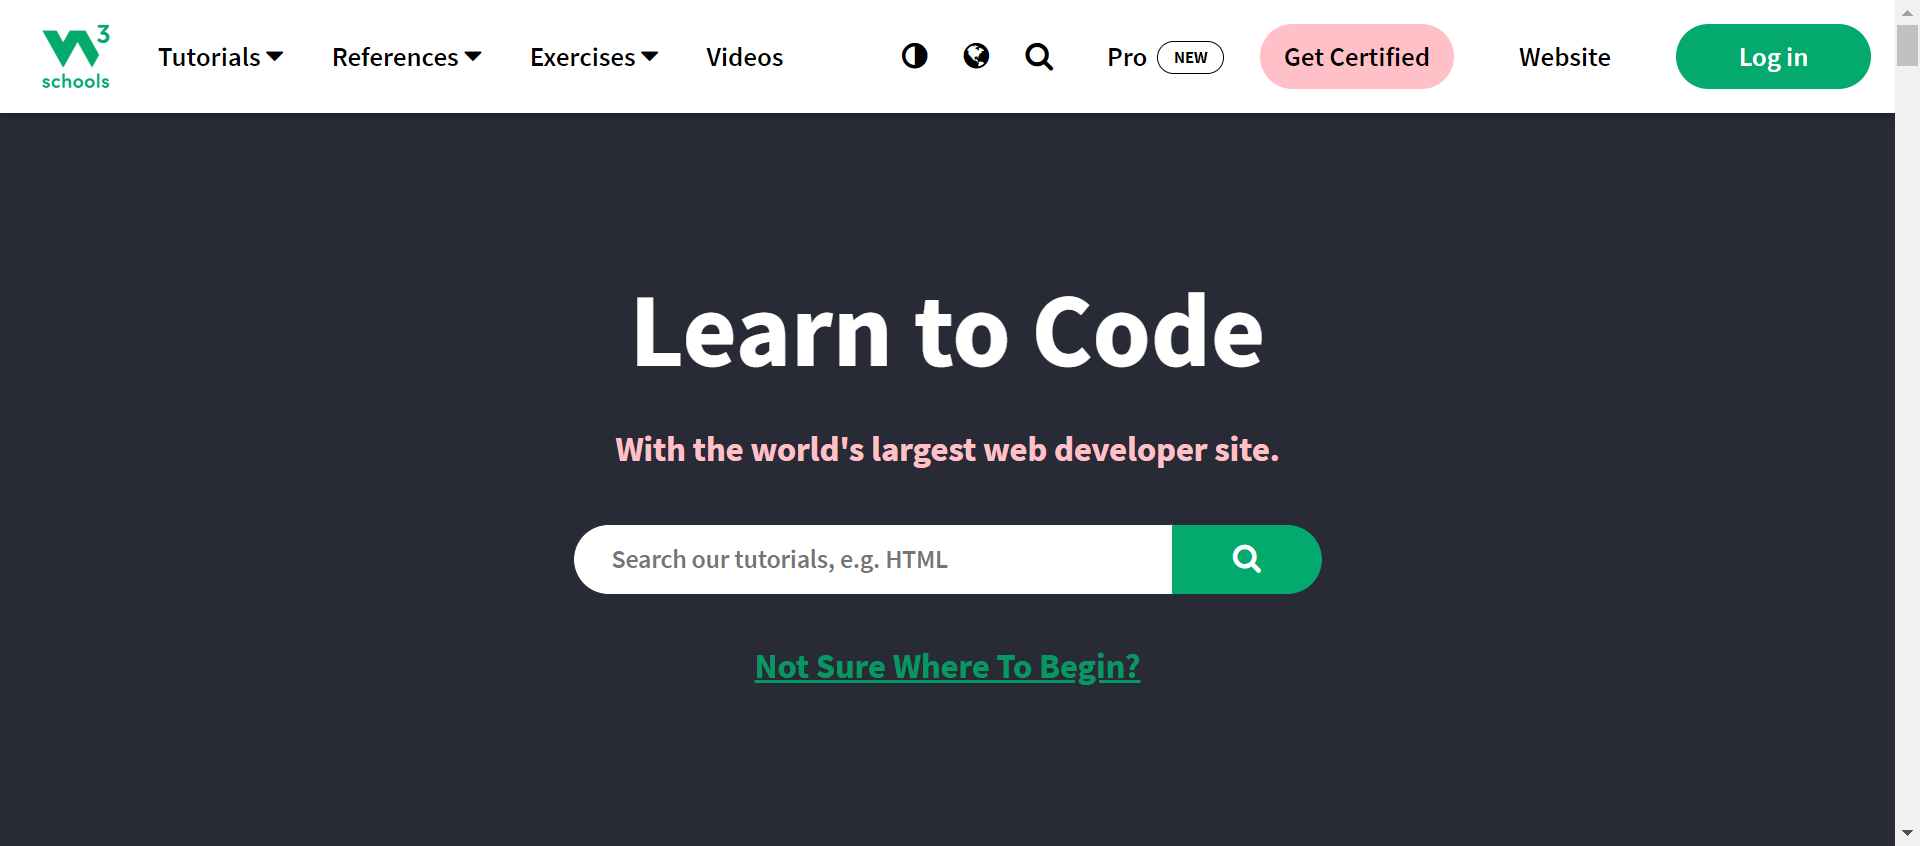 W3 schools
Tutorials References Exercises Videos Pro NEW Get Certified Website Log in
Learn to Code
With the world's largest web developer site.
Search our tutorials, e.g. HTML
Not Sure Where To Begin?